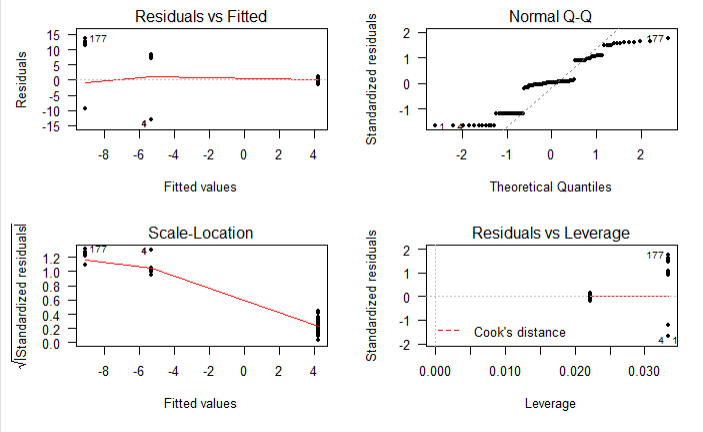 Residuals vs Fitted
Residuals
15
10
5
0
-5
-10
-15
177
4
-8 -6 -4 -2 0 2 4
Fitted values
Normal Q-Q
Standardized residuals
2
1
0
-1
177
1
-2 -1 0 1 2
Theoretical Quantiles
Scale-Location
√|Standardized residuals|
1.2
1.0
0.8
0.6
0.4
0.2
0.0
177
4
-8 -6 -4 -2 0 2 4
Fitted values
Residuals vs Leverage
Standardized residuals
2
1
0
-1
-2
177
4 1
Cook's distance
0.000 0.010 0.020 0.030
Leverage